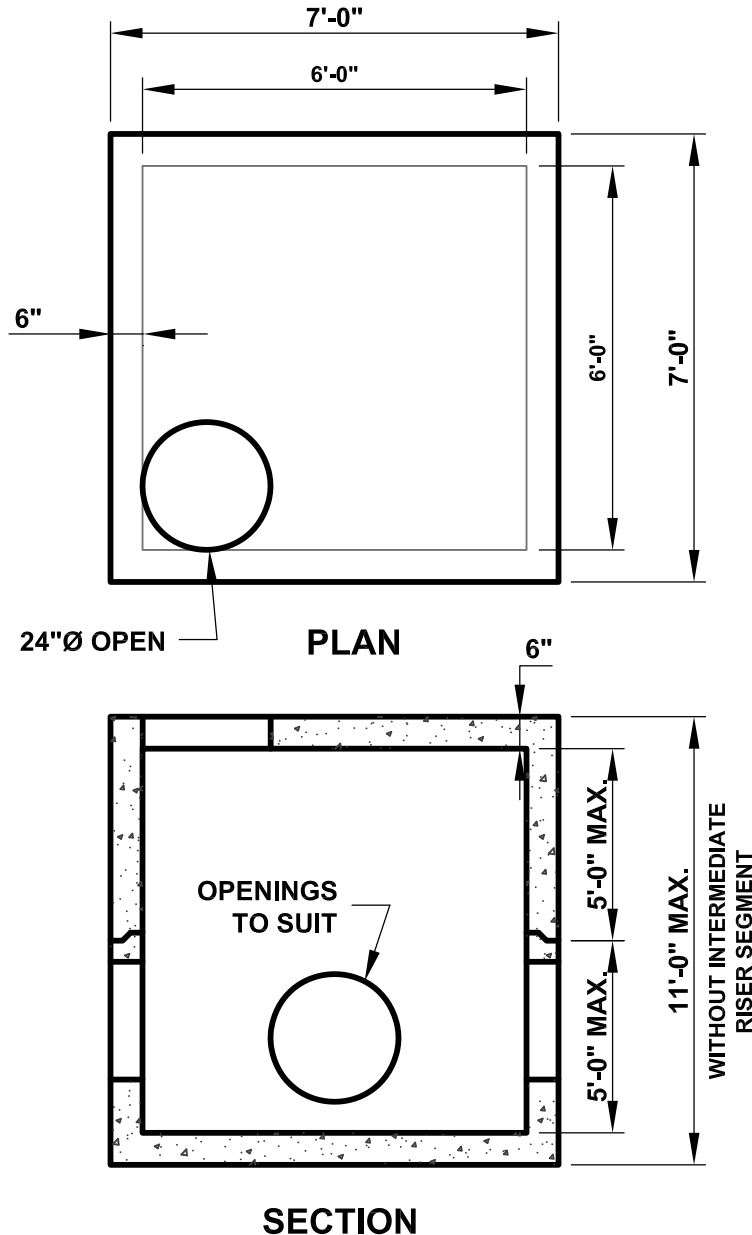 7'-0"
6'-0"
6"
6'-0"
7'-0"
24"Ø OPEN
PLAN
6"
OPENINGS
TO SUIT
5'-0" MAX.
5'-0" MAX.
11'-0" MAX.
WITHOUT INTERMEDIATE
RISER SEGMENT
SECTION